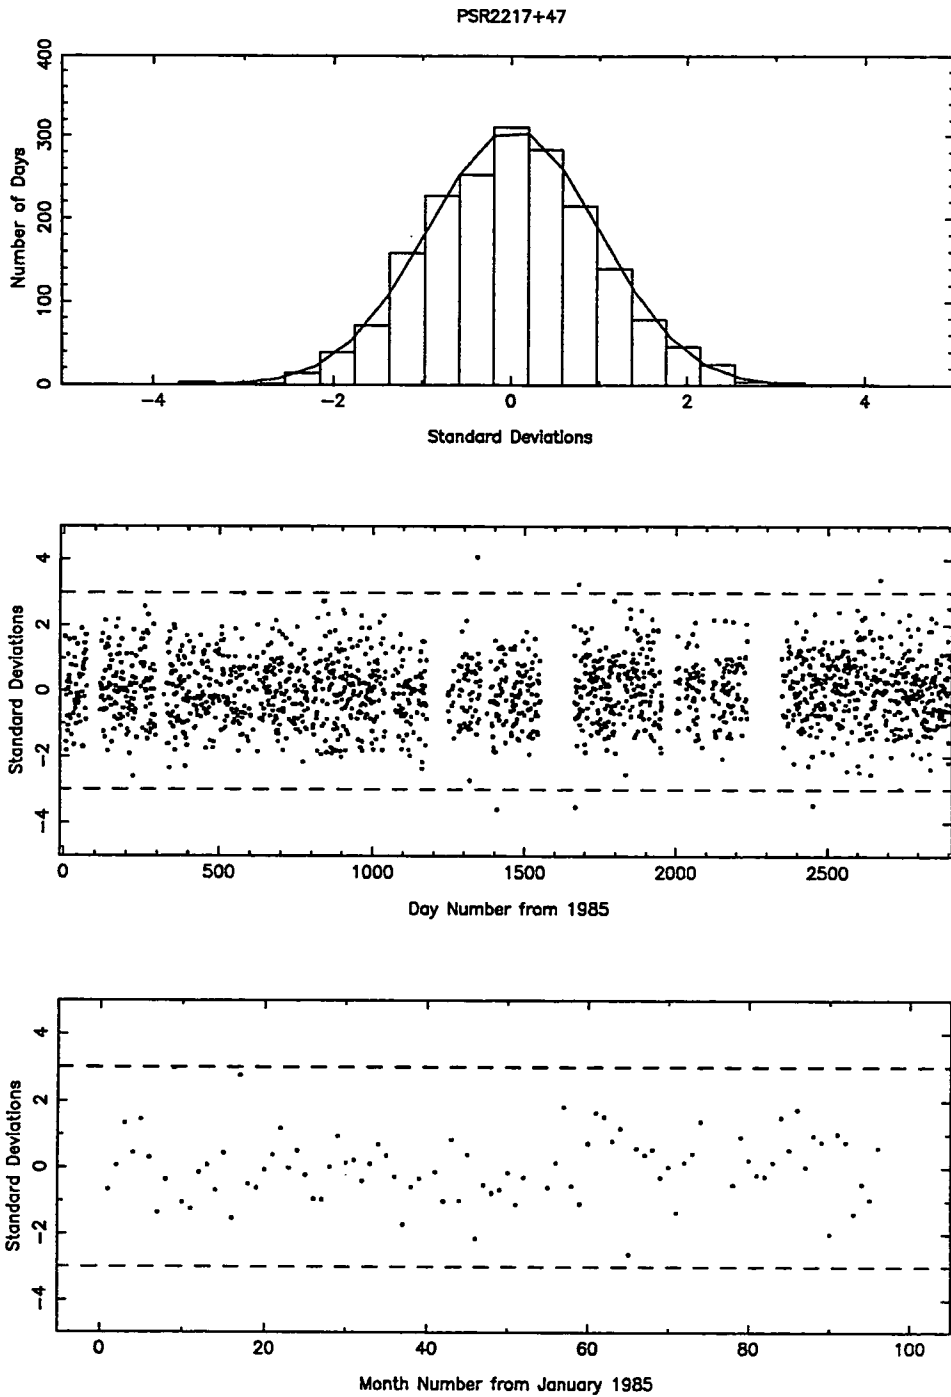 PSR2217+47
400
300
200
100
0
Number of Days
−4 −2 0 2 4
Standard Deviations
4
2
0
−2
−4
Standard Deviations
0 500 1000 1500 2000 2500
Day Number from 1985
4
2
0
−2
−4
Standard Deviations
0 20 40 60 80 100
Month Number from January 1985